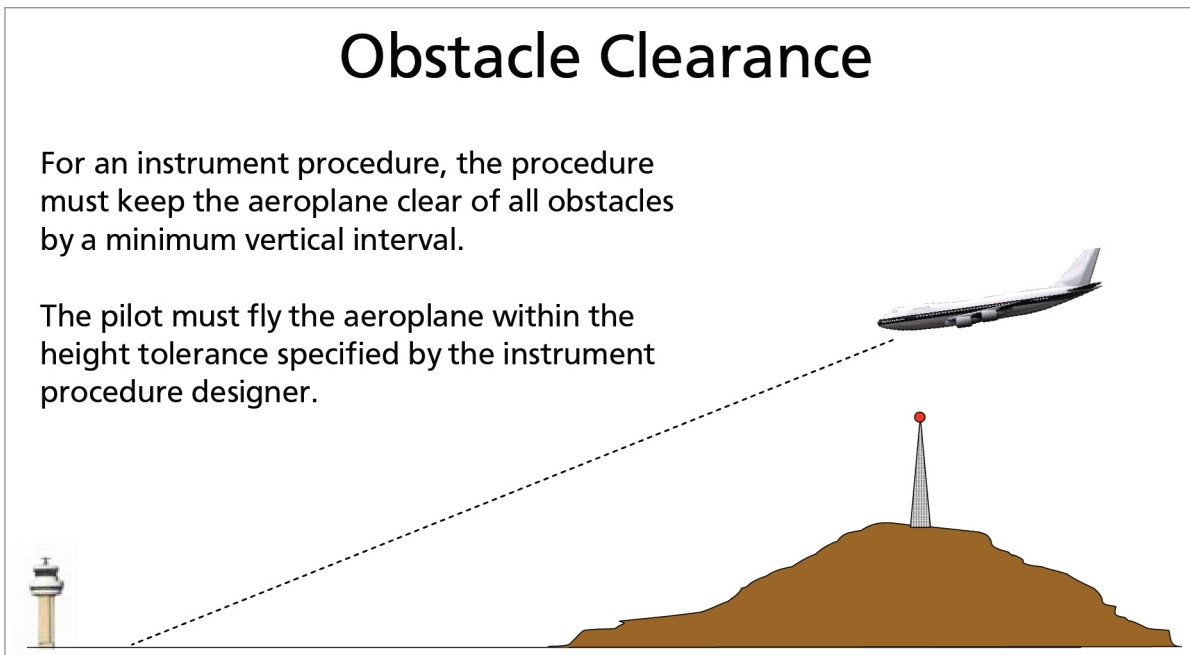 Obstacle Clearance
For an instrument procedure, the procedure
must keep the aeroplane clear of all obstacles
by a minimum vertical interval.
The pilot must fly the aeroplane within the
height tolerance specified by the instrument
procedure designer.